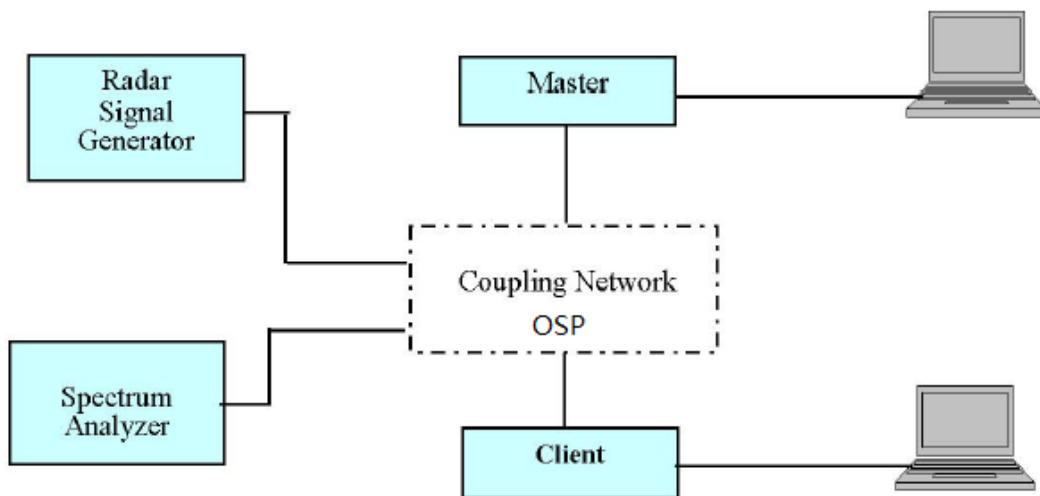 Radar
Signal
Generator
Master
Coupling Network
OSP
Spectrum
Analyzer
Client